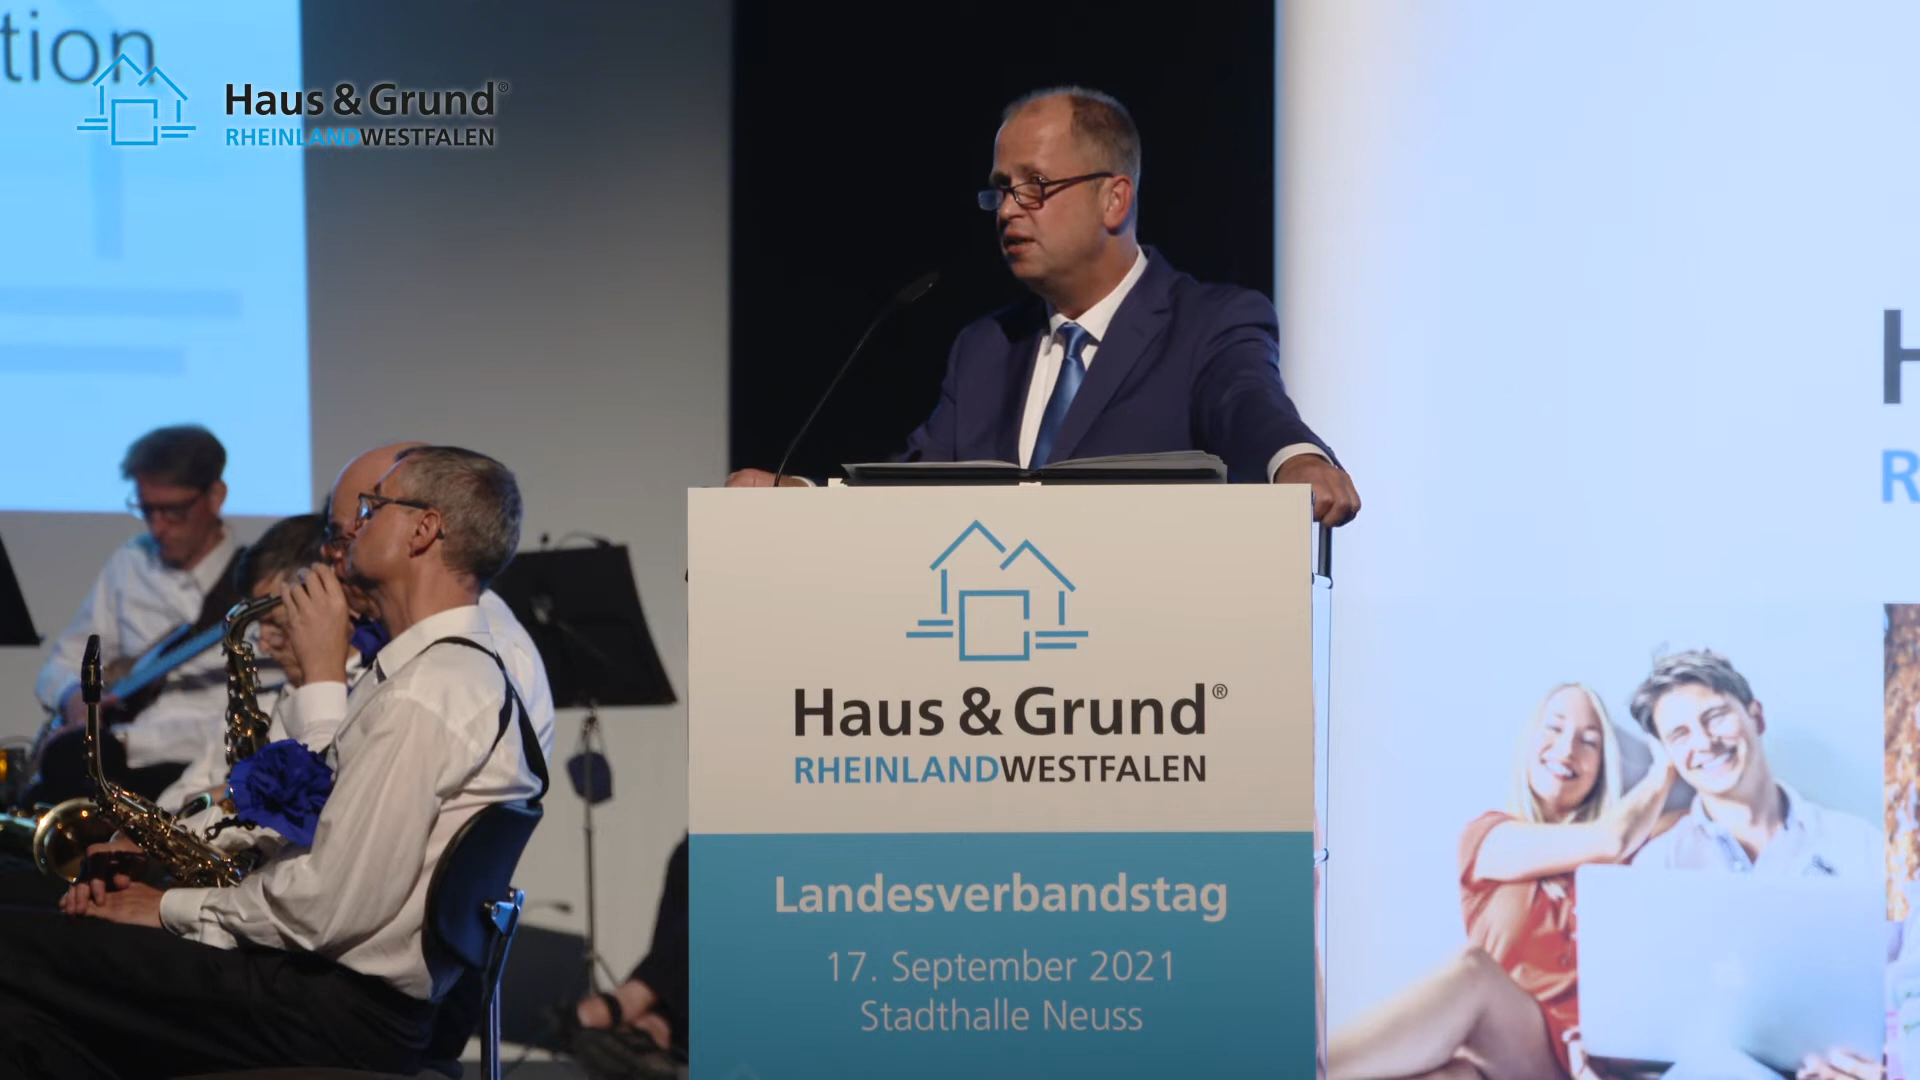 tion
Haus & Grund®
RHEINLANDWESTFALEN
Haus & Grund®
RHEINLANDWESTFALEN
Landesverbandstag
17. September 2021
Stadthalle Neuss
H
R